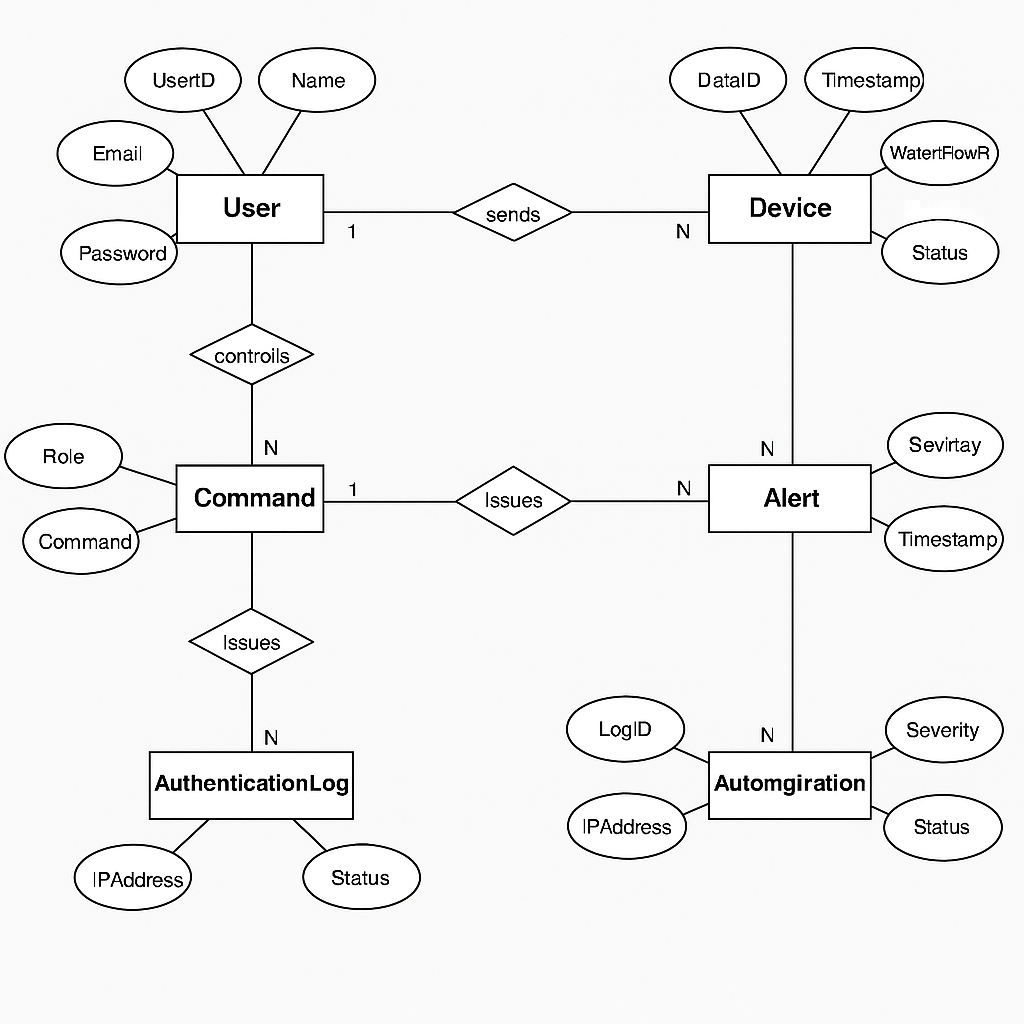 UsertD
Name
DataID
Timestamp
Email
WatertFlowR
User
1
sends
N
Device
Password
Status
controils
N
N
Role
Sevirtay
Command
1
Issues
N
Alert
Command
Timestamp
Issues
N
N
LogID
Severity
AuthenticationLog
Automgiration
IPAddress
Status
IPAddress
Status